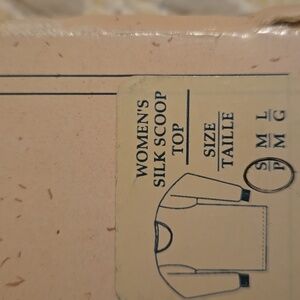 WOMEN'S
SILK SCOOP
TOP
SIZE
TAILLE
S M L
P M G